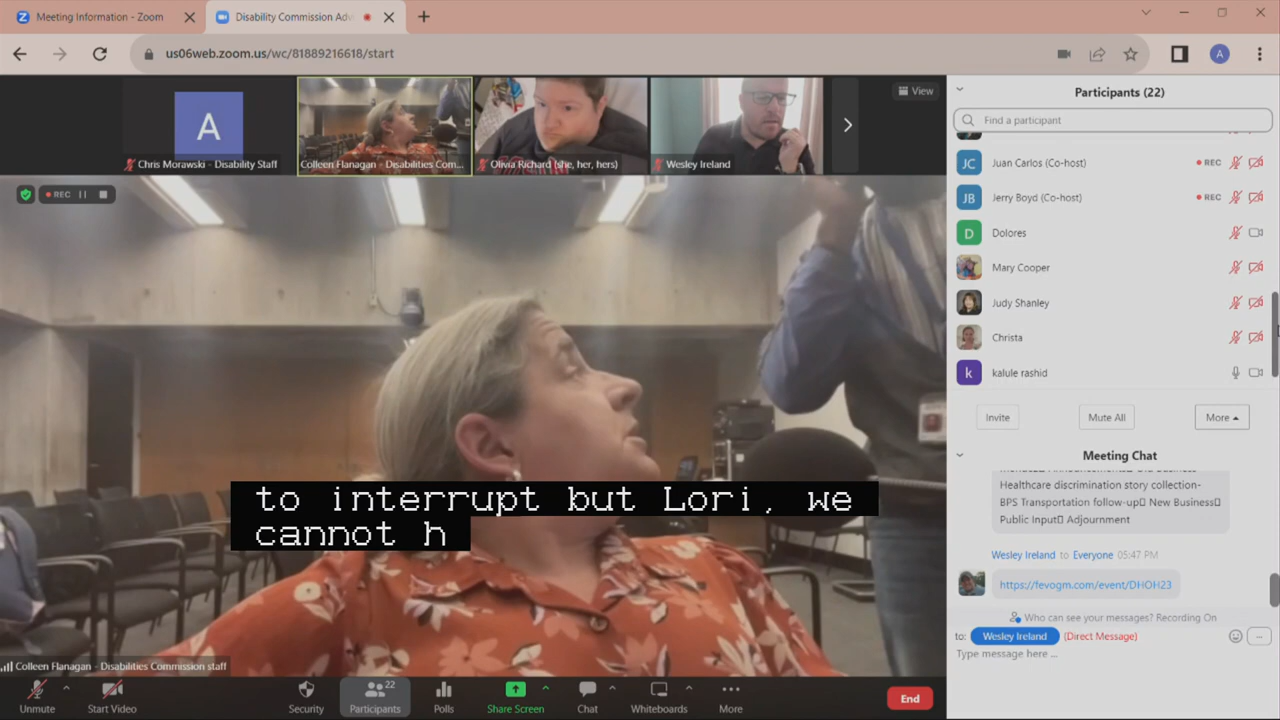 Meeting Information - Zoom
Disability Commission Adv
us06web.zoom.us/wc/81889216618/start
A
View
A
Chris Morawski - Disability Staff
Colleen Flanagan - Disabilities Com...
Olivia Richard (she, her, hers)
Wesley Ireland
REC
to interrupt but Lori, we
cannot h
Colleen Flanagan - Disabilities Commission staff
Unmute
Start Video
Security
22
Participants
Polls
Share Screen
Chat
Whiteboards
More
End
Participants (22)
Find a participant
JC Juan Carlos (Co-host) REC
JB Jerry Boyd (Co-host) REC
D Dolores
Mary Cooper
Judy Shanley
Christa
k kalule rashid
Invite
Mute All
More
Meeting Chat
Healthcare discrimination story collection-
BPS Transportation follow-up New Business
Public Input Adjournment
Wesley Ireland to Everyone 05:47 PM
https://fevogm.com/event/DHOH23
Who can see your messages? Recording On
to: Wesley Ireland (Direct Message)
Type message here ...